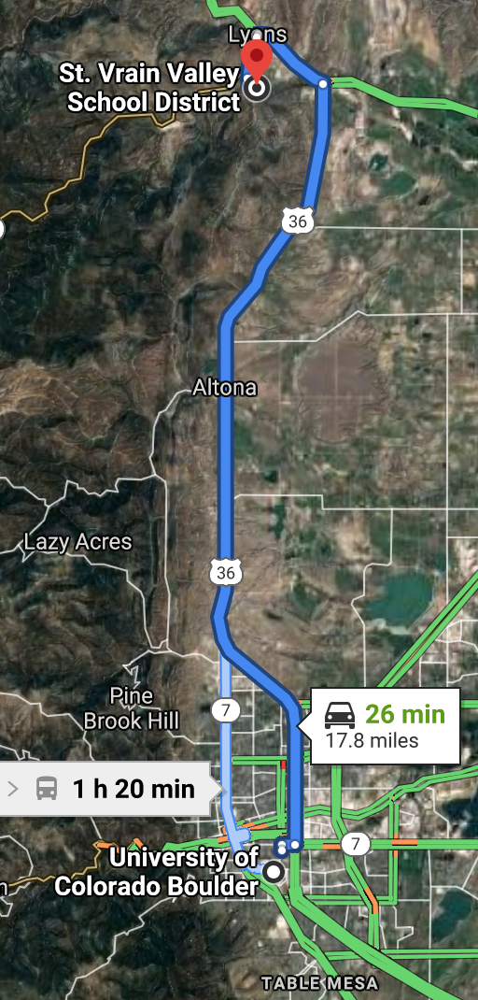 Lyons
St. Vrain Valley
School District
36
Altona
Lazy Acres
36
Pine
Brook Hill
7
26 min
17.8 miles
1 h 20 min
7
University of
Colorado Boulder
TABLE MESA